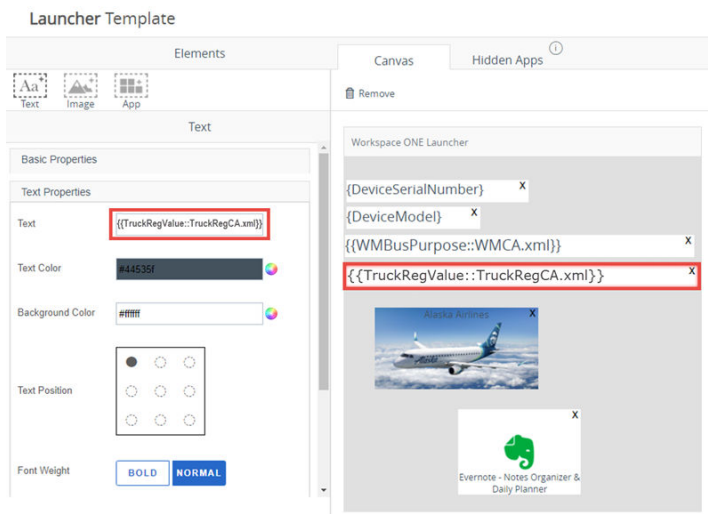 Launcher Template
Elements
Canvas
Hidden Apps
i
Aa
Text
Image
App
Remove
Text
Workspace ONE Launcher
Basic Properties
Text Properties
{DeviceSerialNumber} X
{DeviceModel} X
Text
{{TruckRegValue::TruckRegCA.xml}}
{{WMBusPurpose::WMCA.xml}} X
{{TruckRegValue::TruckRegCA.xml}} X
Text Color
#44535f
Background Color
#ffffff
Alaska Airlines X
Alaska
Text Position
X
Evernote - Notes Organizer &
Daily Planner
Font Weight
BOLD
NORMAL